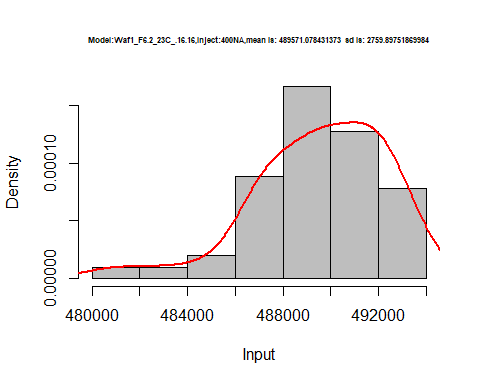 Model:Waf1_F6.2_23C_.16.16,Inject:400NA,mean is: 489571.078431373 sd is: 2759.89751869984
Density
0.00000
0.00010
480000
484000
488000
492000
Input